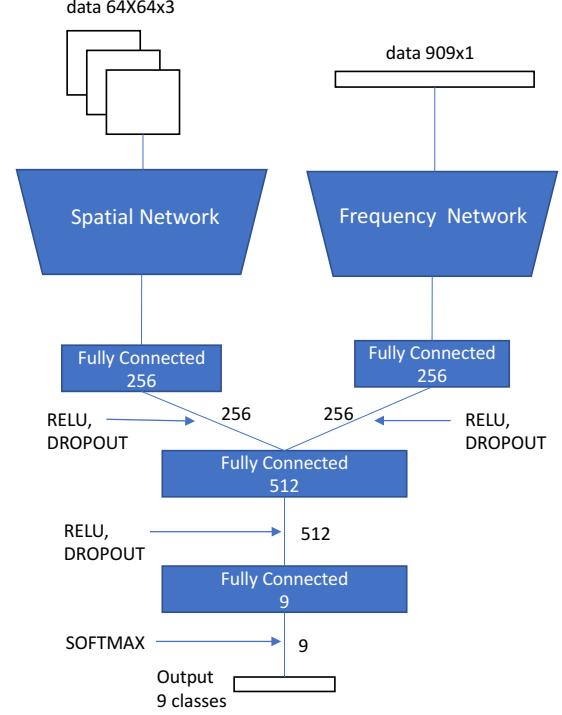 data 64X64x3
data 909x1
Spatial Network
Frequency Network
Fully Connected
256
Fully Connected
256
RELU,
DROPOUT
256
256
RELU,
DROPOUT
Fully Connected
512
RELU,
DROPOUT
512
Fully Connected
9
SOFTMAX
9
Output
9 classes